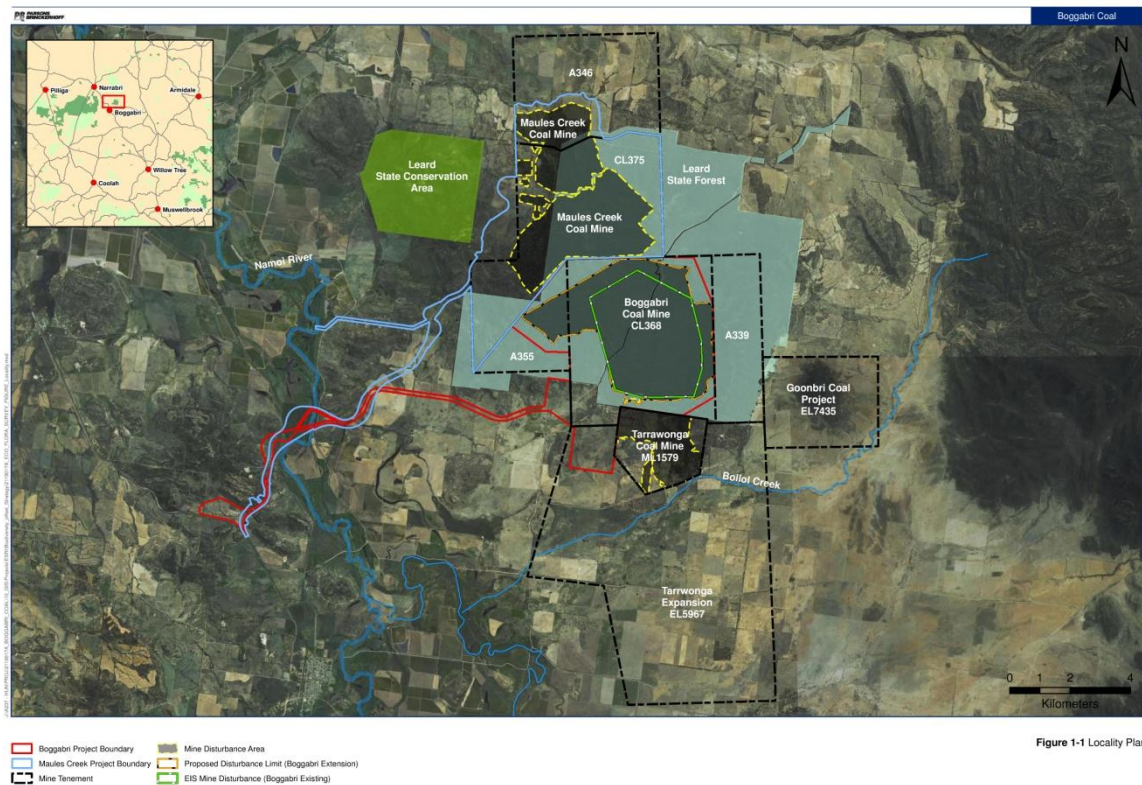 PARSONS
BRINCKERHOFF
Boggabri Coal
Pilliga
Narrabri
Armidale
Boggabri
Willow Tree
Coolah
Muswellbrook
N
A346
Maules Creek
Coal Mine
Leard
State Conservation
Area
CL375
Leard
State Forest
Maules Creek
Coal Mine
Namoi River
Boggabri
Coal Mine
CL368
A339
A355
Goonbri Coal
Project
EL7435
Tarrawonga
Coal Mine
ML1579
Bollol Creek
Tarrwonga
Expansion
EL5967
0 2 4
Kilometers
Figure 1-1 Locality Plan
Boggabri Project Boundary
Maules Creek Project Boundary
Mine Tenement
Mine Disturbance Area
Proposed Disturbance Limit (Boggabri Extension)
EIS Mine Disturbance (Boggabri Existing)